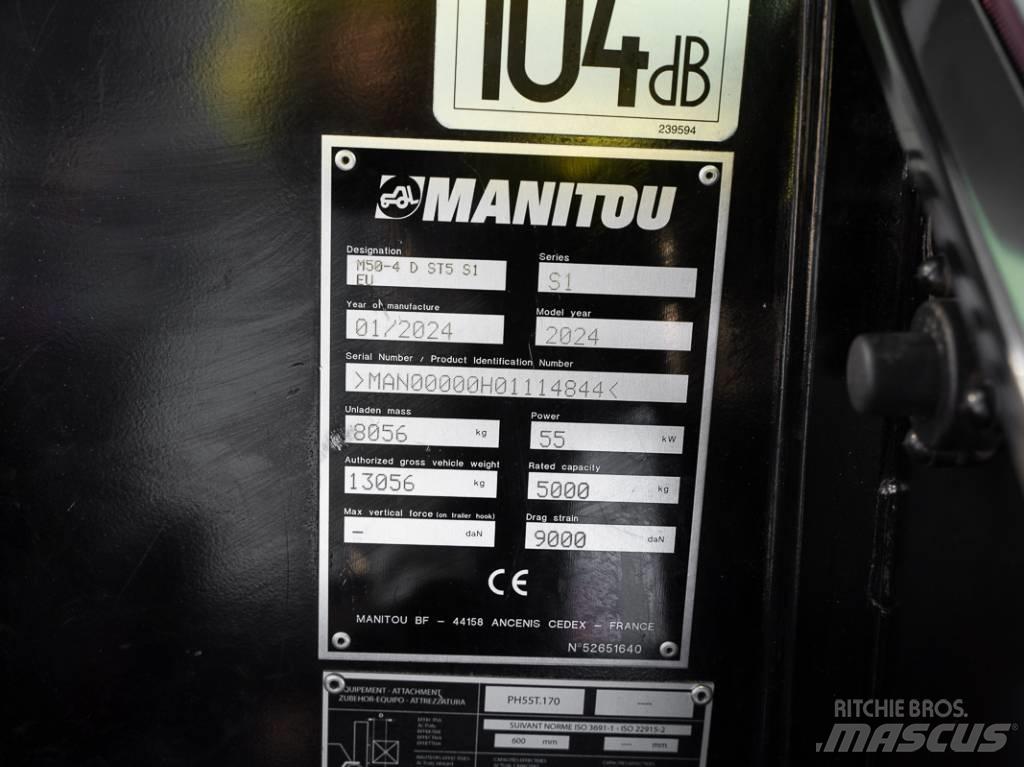 104dB
239594
MANITOU
Designation
M50-4 D ST5 S1
EU
Series
S1
Year of manufacture
01/2024
Model year
2024
Serial Number / Product Identification Number
>MAN00000H01114844<
Unladen mass
8056 kg
Power
55 kW
Authorized gross vehicle weight
13056 kg
Rated capacity
5000 kg
Max vertical force (on trailer hook)
– daN
Drag strain
9000 daN
CE
MANITOU BF – 44158 ANCENIS CEDEX – FRANCE
N°52651640
EQUIPEMENT - ATTACHMENT
ZUBEHOR-EQUIPO - ATTREZZATURA
PH55T.170
----
SUIVANT NORME ISO 3691-1 - ISO 22915-2
600 mm
---- mm
RITCHIE BROS.
MASCUS